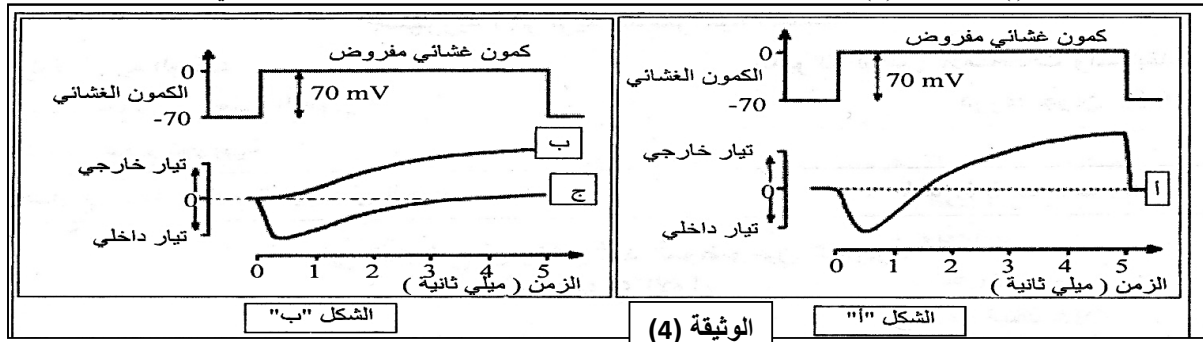 كمون غشائي مفروض
0
الكمون الغشائي
-70
70 mV
تيار خارجي
0
تيار داخلي
أ
0 1 2 3 4 5
الزمن ( ميلي ثانية )
الشكل "أ"
كمون غشائي مفروض
0
الكمون الغشائي
-70
70 mV
تيار خارجي
0
تيار داخلي
ب
ج
0 1 2 3 4 5
الزمن ( ميلي ثانية )
الشكل "ب"
الوثيقة (4)